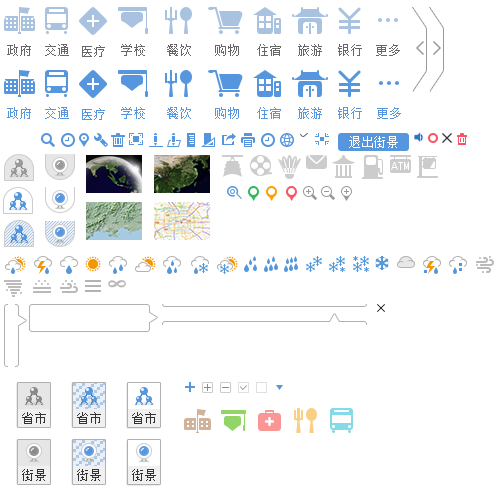 政府 交通 医疗 学校 餐饮 购物 住宿 旅游 银行 更多
政府 交通 医疗 学校 餐饮 购物 住宿 旅游 银行 更多
退出街景
ATM
省市 省市 省市
街景 街景 街景